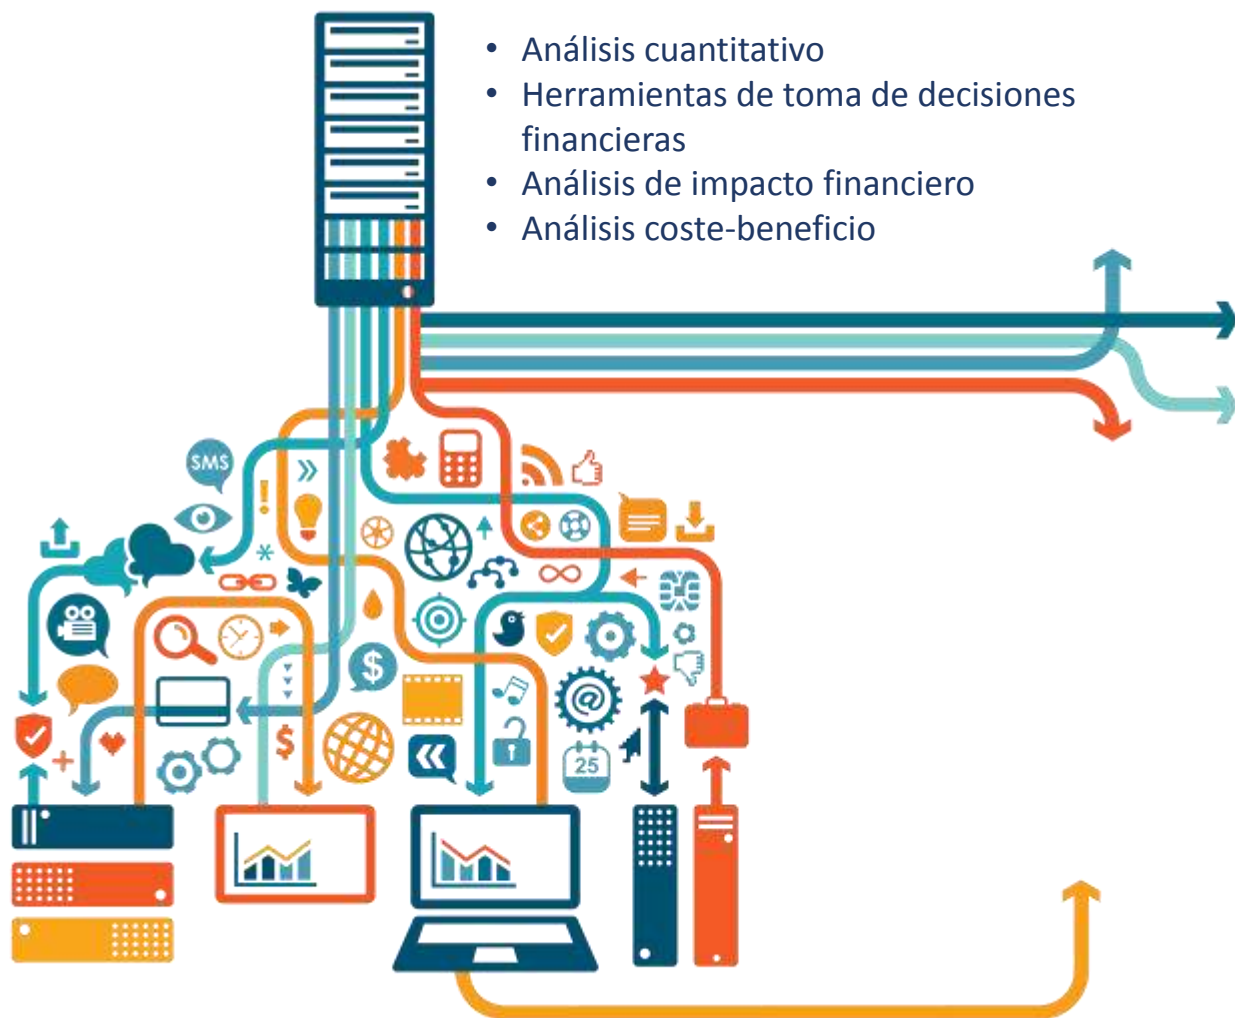 • Análisis cuantitativo
• Herramientas de toma de decisiones
financieras
• Análisis de impacto financiero
• Análisis coste-beneficio
SMS
$
$
@
25